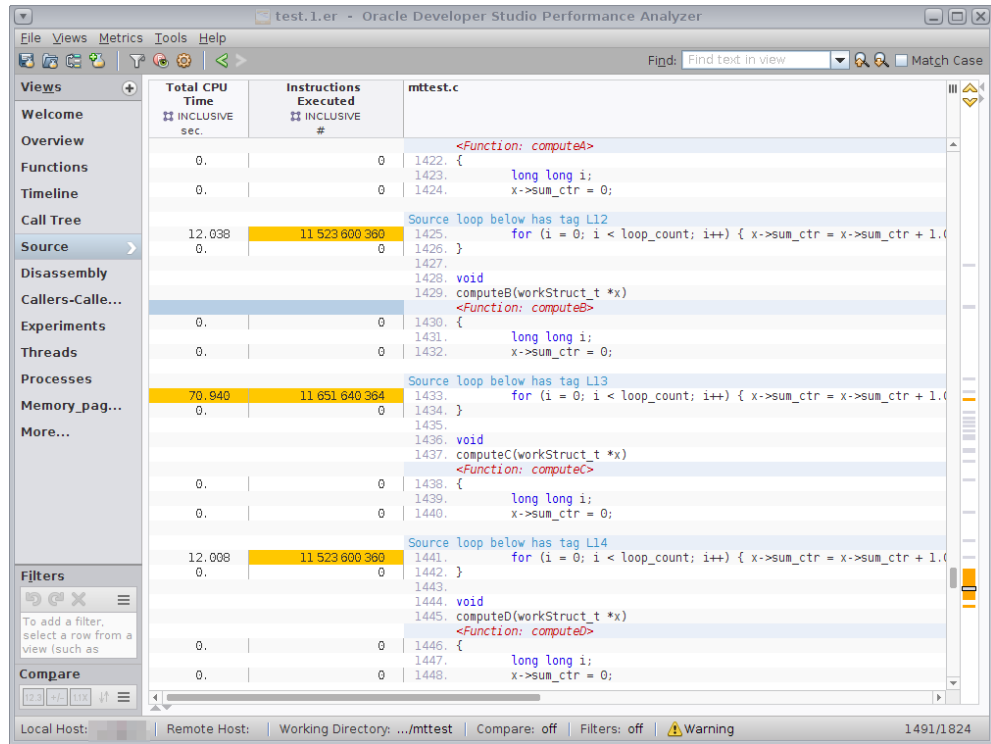 test.1.er - Oracle Developer Studio Performance Analyzer
File Views Metrics Tools Help
Find: Find text in view Match Case
Views
Welcome
Overview
Functions
Timeline
Call Tree
Source
Disassembly
Callers-Calle...
Experiments
Threads
Processes
Memory_pag...
More...
Filters
To add a filter,
select a row from a
view (such as
Compare
12.3 +/- 11X
Total CPU Time Instructions Executed mttest.c
INCLUSIVE INCLUSIVE
sec. #
<Function: computeA>
0. 0 1422. {
1423. long long i;
0. 0 1424. x->sum_ctr = 0;
Source loop below has tag L12
12.038 11 523 600 360 1425. for (i = 0; i < loop_count; i++) { x->sum_ctr = x->sum_ctr + 1.0
0. 0 1426. }
1427.
1428. void
1429. computeB(workStruct_t *x)
<Function: computeB>
0. 0 1430. {
1431. long long i;
0. 0 1432. x->sum_ctr = 0;
Source loop below has tag L13
70.940 11 651 640 364 1433. for (i = 0; i < loop_count; i++) { x->sum_ctr = x->sum_ctr + 1.0
0. 0 1434. }
1435.
1436. void
1437. computeC(workStruct_t *x)
<Function: computeC>
0. 0 1438. {
1439. long long i;
0. 0 1440. x->sum_ctr = 0;
Source loop below has tag L14
12.008 11 523 600 360 1441. for (i = 0; i < loop_count; i++) { x->sum_ctr = x->sum_ctr + 1.0
0. 0 1442. }
1443.
1444. void
1445. computeD(workStruct_t *x)
<Function: computeD>
0. 0 1446. {
1447. long long i;
0. 0 1448. x->sum_ctr = 0;
Local Host: Remote Host: Working Directory: .../mttest Compare: off Filters: off Warning 1491/1824